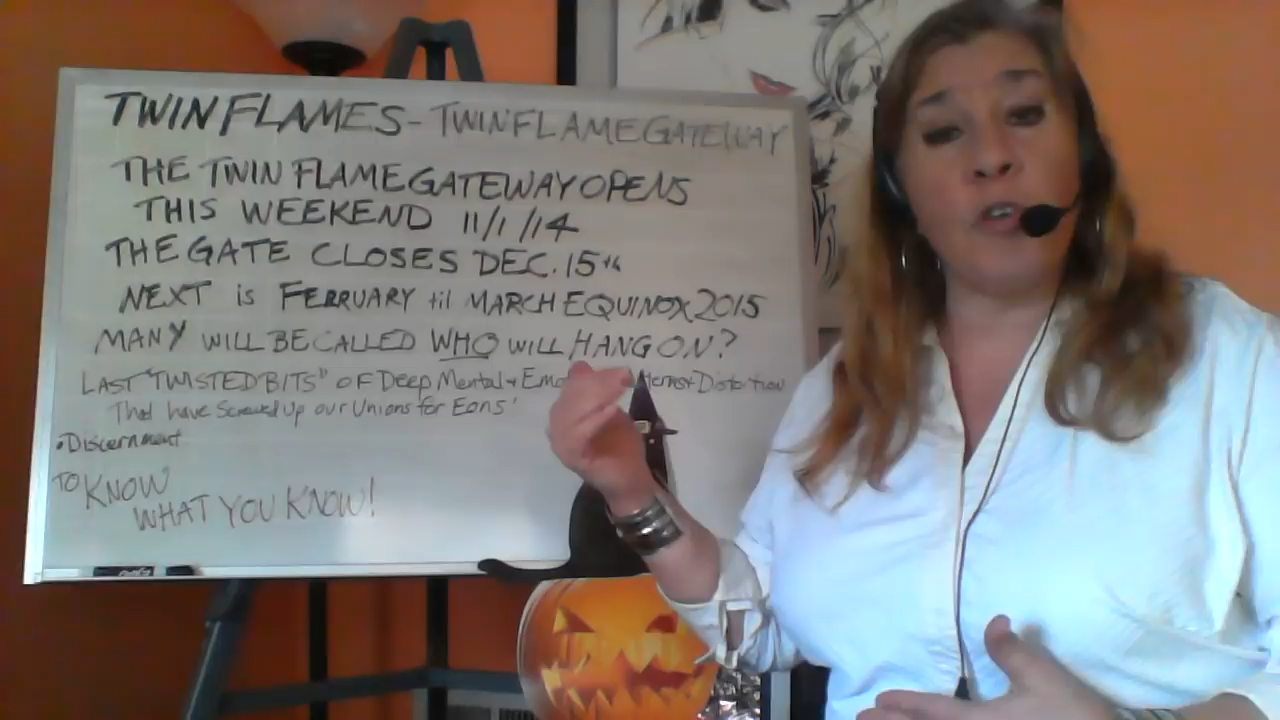 TWIN FLAMES - TWIN FLAME GATEWAY
THE TWIN FLAME GATEWAY OPENS
THIS WEEKEND 11/1/14
THE GATE CLOSES DEC. 15th
NEXT is FEBRUARY til MARCH EQUINOX 2015
MANY WILL BE CALLED WHO WILL HANG ON?
LAST "TWISTED BITS" OF Deep Mental + Distortion
That have Screwed Up our Unions for Eons'
• Discernment
TO KNOW
WHAT YOU KNOW!